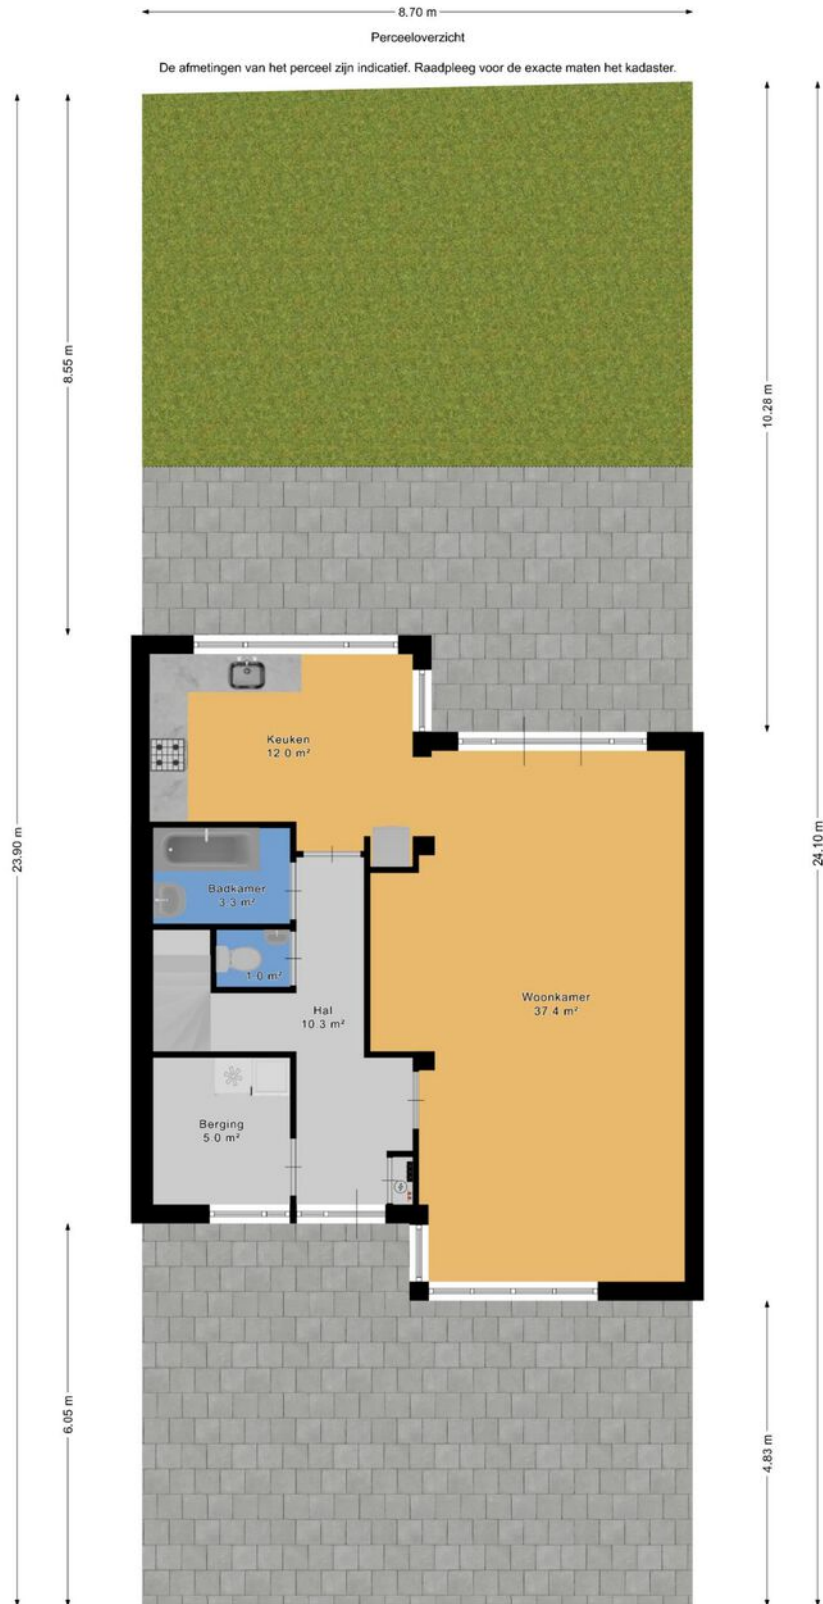 8.70 m
Perceeloverzicht
De afmetingen van het perceel zijn indicatief. Raadpleeg voor de exacte maten het kadaster.
8.55 m
10.28 m
23.90 m
24.10 m
Keuken
12.0 m²
Badkamer
3.3 m²
1.0 m²
Hal
10.3 m²
Woonkamer
37.4 m²
Berging
5.0 m²
6.05 m
4.83 m